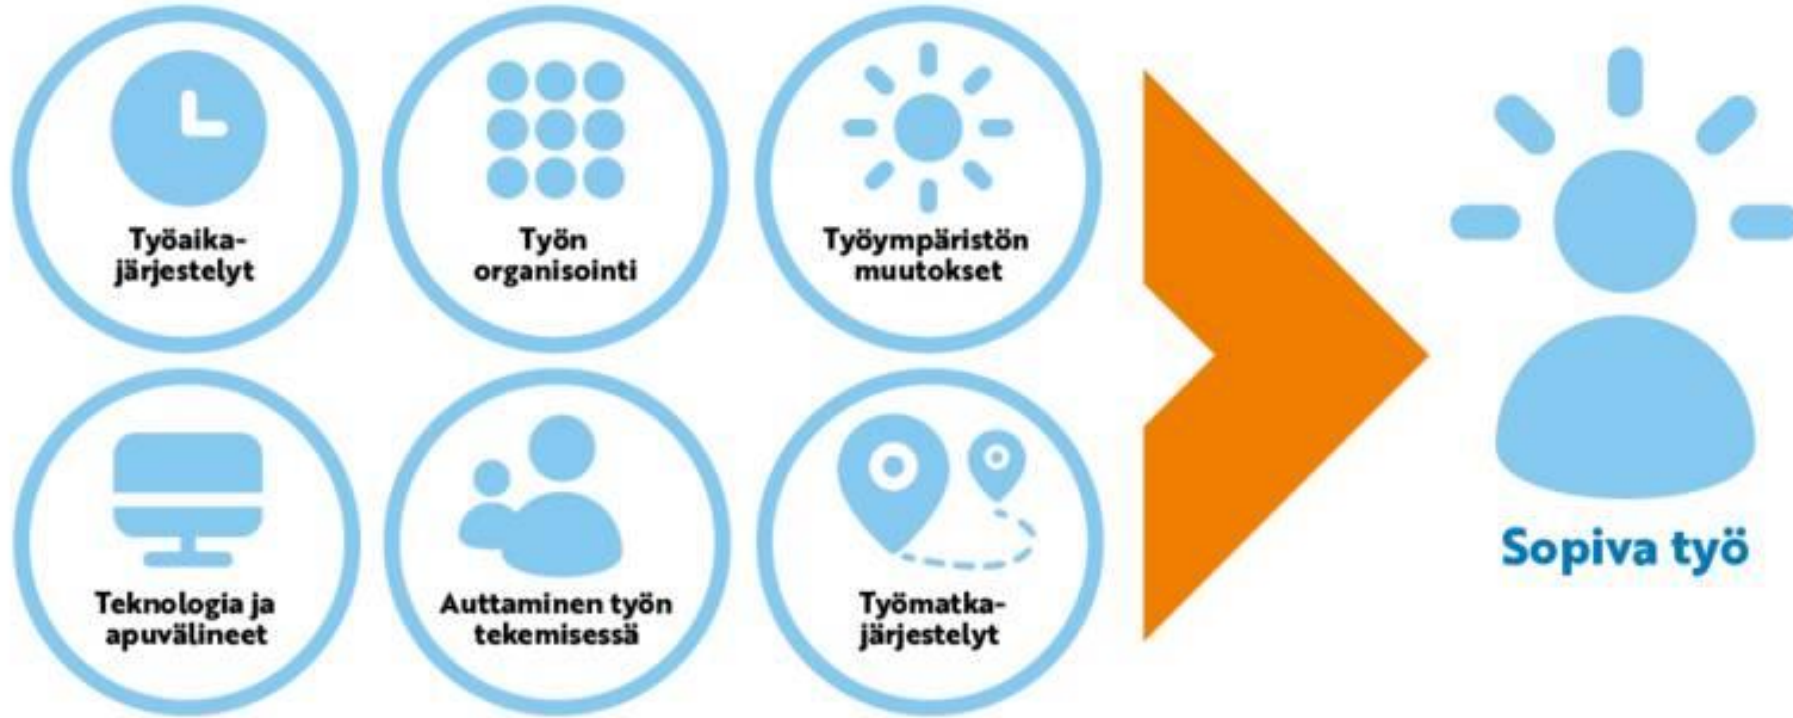 Työaika-
järjestelyt
Työn
organisointi
Työympäristön
muutokset
Teknologia ja
apuvälineet
Auttaminen työn
tekemisessä
Työmatka-
järjestelyt
Sopiva työ